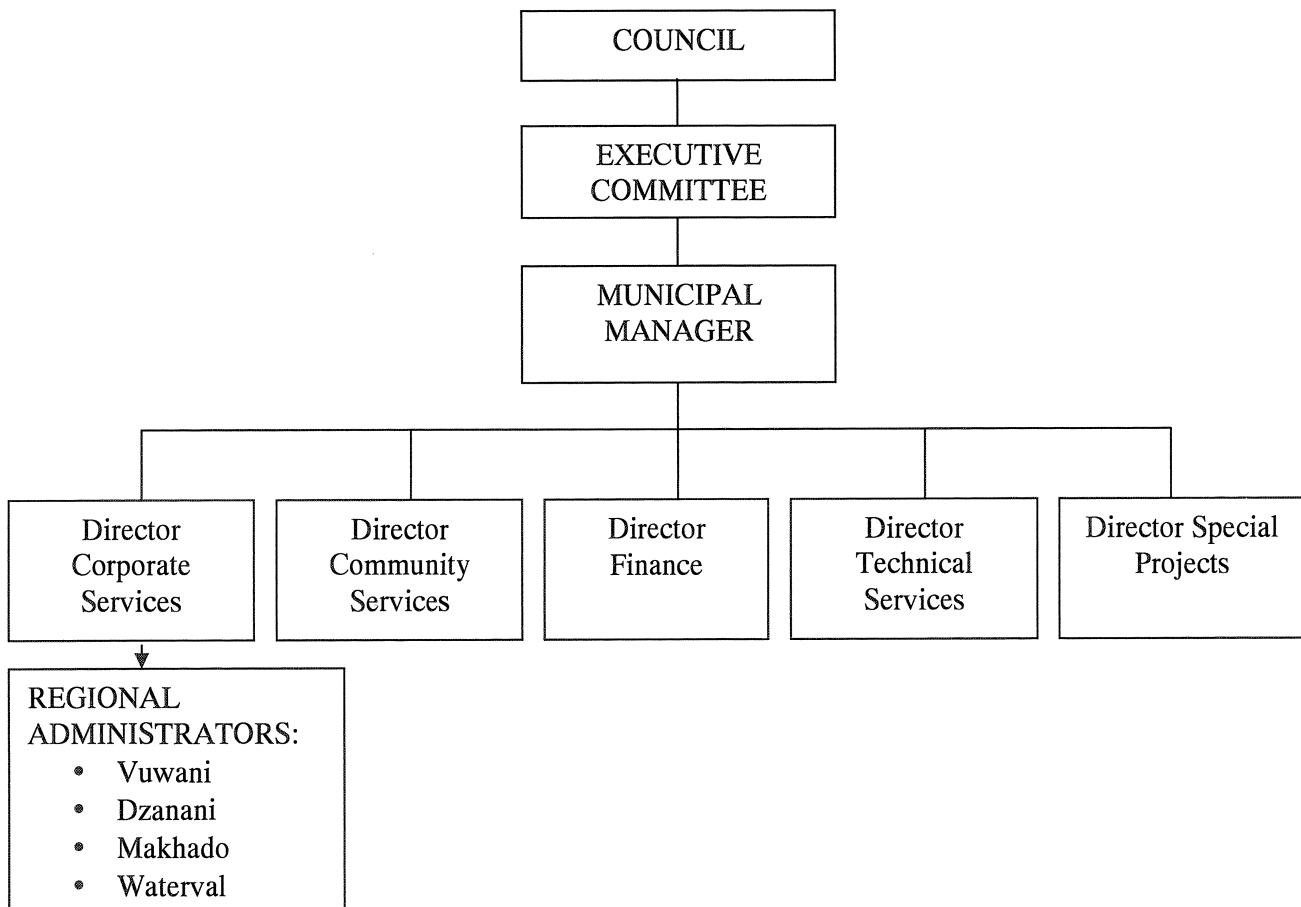 COUNCIL
EXECUTIVE
COMMITTEE
MUNICIPAL
MANAGER
Director
Corporate
Services
Director
Community
Services
Director
Finance
Director
Technical
Services
Director Special
Projects
REGIONAL
ADMINISTRATORS:
• Vuwani
• Dzanani
• Makhado
• Waterval